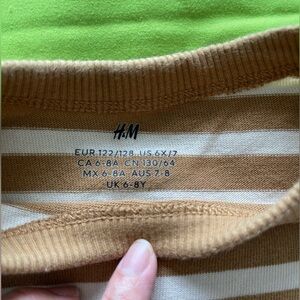 H&M
EUR 122/128 US 6X/7
CA 6-8A CN 130/64
MX 6-8A AUS 7-8
UK 6-8Y